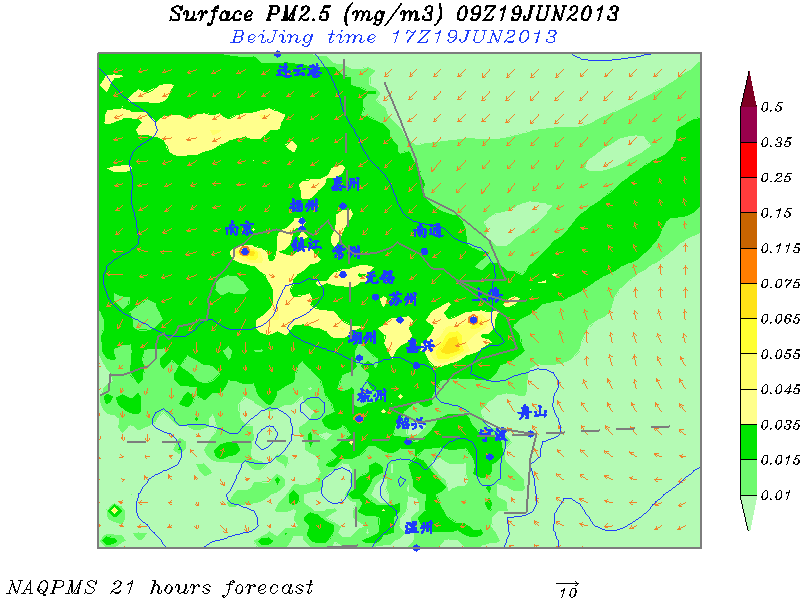 Surface PM2.5 (mg/m3) 09Z19JUN2013
BeiJing time 17Z19JUN2013
连云港
0.5
0.35
0.25
0.15
0.115
0.075
0.065
0.055
0.045
0.035
0.015
0.01
泰州
扬州
南京
镇江
常州
南通
无锡
苏州
上海
湖州
嘉兴
杭州
绍兴
舟山
宁波
温州
NAQPMS 21 hours forecast
10